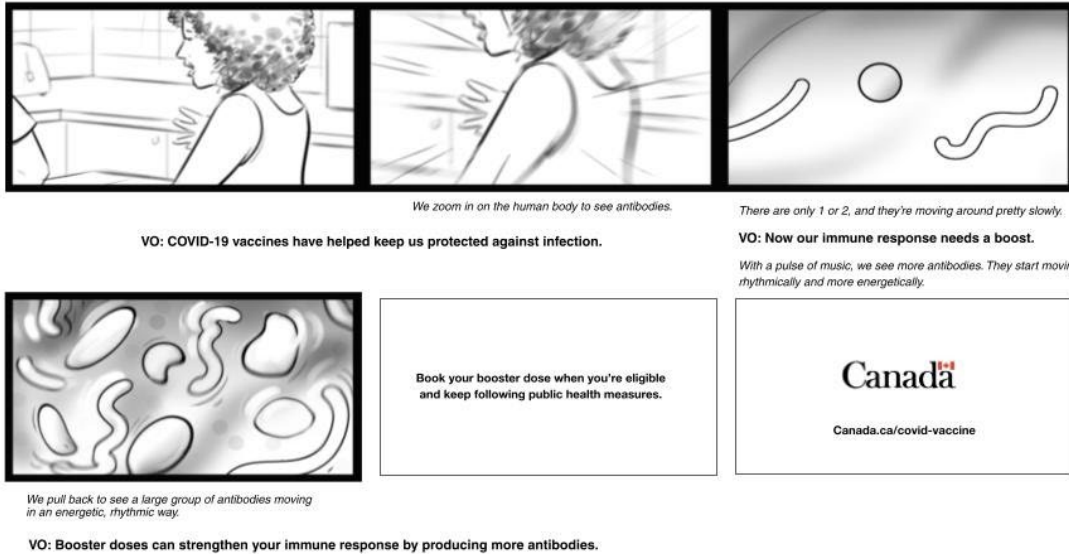 We zoom in on the human body to see antibodies.
VO: COVID-19 vaccines have helped keep us protected against infection.
There are only 1 or 2, and they're moving around pretty slowly.
VO: Now our immune response needs a boost.
With a pulse of music, we see more antibodies. They start movin
rhythmically and more energetically.
We pull back to see a large group of antibodies moving
in an energetic, rhythmic way.
VO: Booster doses can strengthen your immune response by producing more antibodies.
Book your booster dose when you're eligible
and keep following public health measures.
Canada
Canada.ca/covid-vaccine